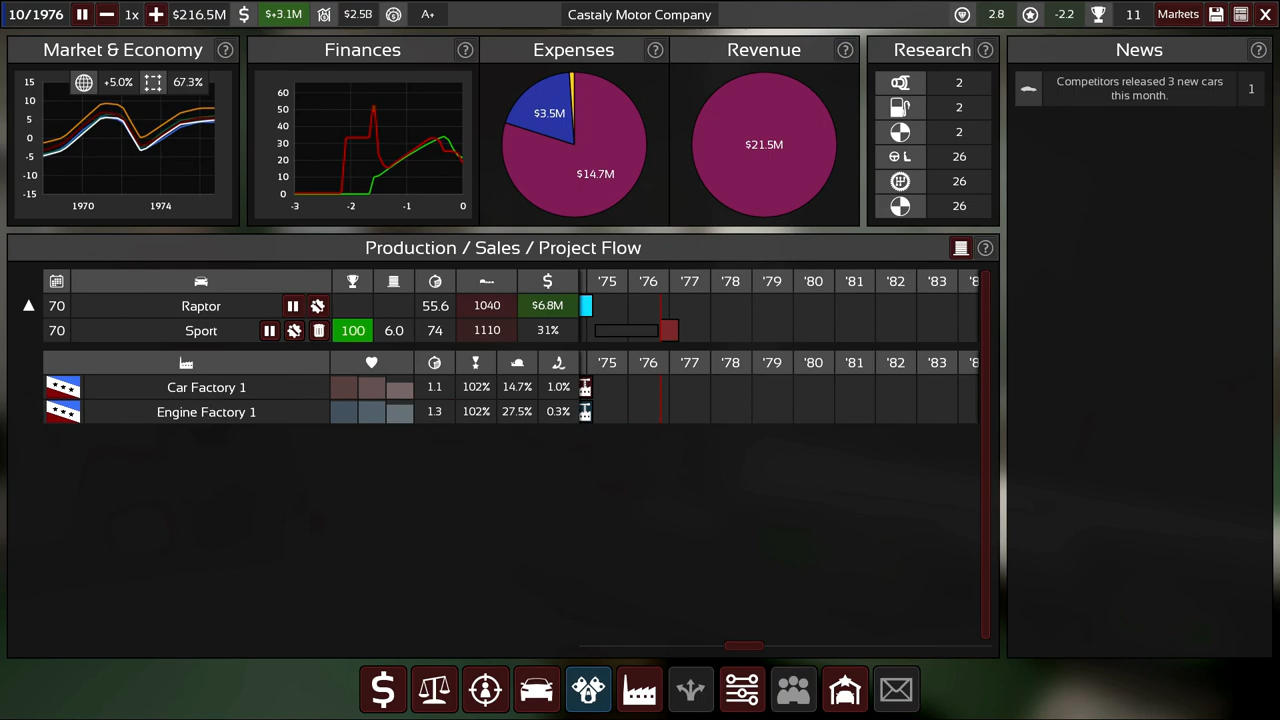 10/1976 1x $216.5M $ $+3.1M $2.5B A+ Castaly Motor Company 2.8 -2.2 11 Markets X
Market & Economy ?
+5.0% 67.3%
15
10
5
0
-5
-10
-15
1970 1974
Finances ?
60
50
40
30
20
10
0
-3 -2 -1 0
Expenses ?
$3.5M
$14.7M
Revenue ?
$21.5M
Research ?
2
2
2
L 26
26
26
News ?
Competitors released 3 new cars
this month.
1
Production / Sales / Project Flow ?
$ '75 '76 '77 '78 '79 '80 '81 '82 '83 '8
70 Raptor 55.6 1040 $6.8M
70 Sport 100 6.0 74 1110 31%
'75 '76 '77 '78 '79 '80 '81 '82 '83 '8
Car Factory 1 1.1 102% 14.7% 1.0%
Engine Factory 1 1.3 102% 27.5% 0.3%
$